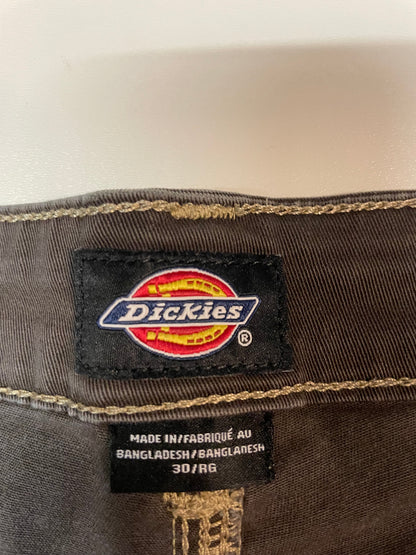 Dickies
®
MADE IN/FABRIQUÉ AU
BANGLADESH/BANGLADESH
30/RG